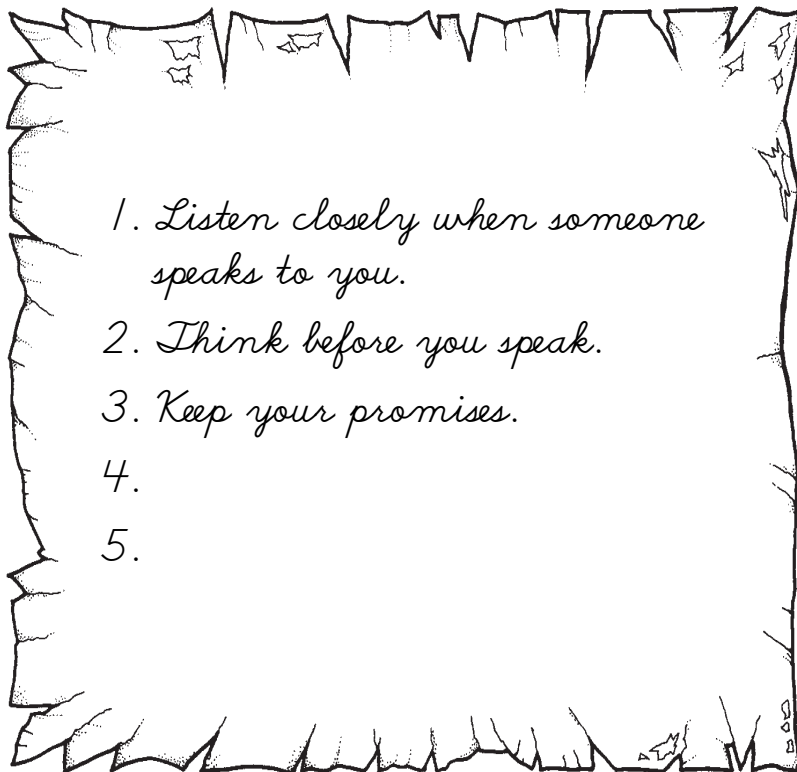 1. Listen closely when someone
speaks to you.
2. Think before you speak.
3. Keep your promises.
4.
5.